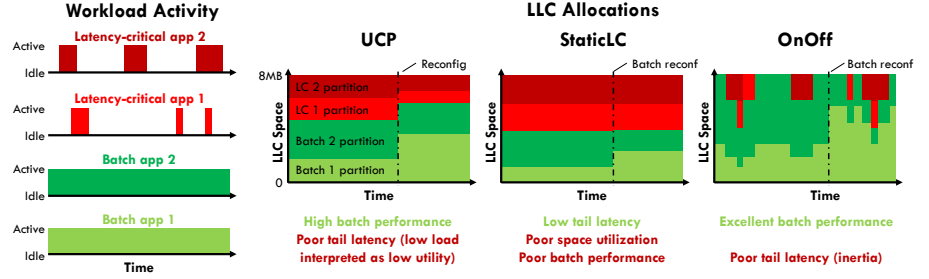 Workload Activity
Latency-critical app 2
Active
Idle
Latency-critical app 1
Active
Idle
Batch app 2
Active
Idle
Batch app 1
Active
Idle
Time
LLC Allocations
UCP
Reconfig
8MB
LLC Space
0
LC 2 partition
LC 1 partition
Batch 2 partition
Batch 1 partition
Time
High batch performance
Poor tail latency (low load
interpreted as low utility)
StaticLC
Batch reconf
LLC Space
Time
Low tail latency
Poor space utilization
Poor batch performance
OnOff
Batch reconf
LLC Space
Time
Excellent batch performance
Poor tail latency (inertia)